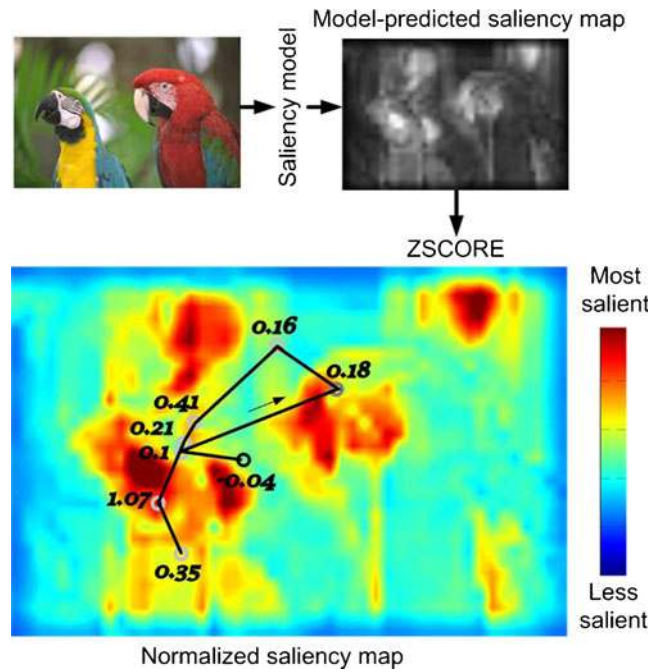 Model-predicted saliency map
Saliency model
ZSCORE
Most
salient
0.16
0.18
0.41
0.21
0.1
-0.04
1.07
0.35
Less
salient
Normalized saliency map